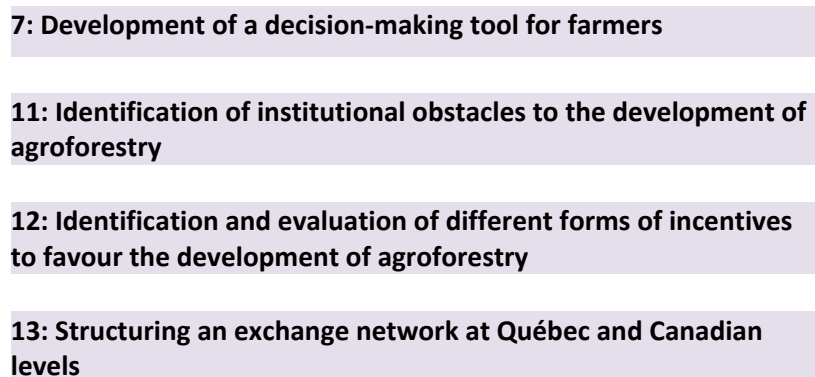 7: Development of a decision-making tool for farmers
11: Identification of institutional obstacles to the development of
agroforestry
12: Identification and evaluation of different forms of incentives
to favour the development of agroforestry
13: Structuring an exchange network at Québec and Canadian
levels